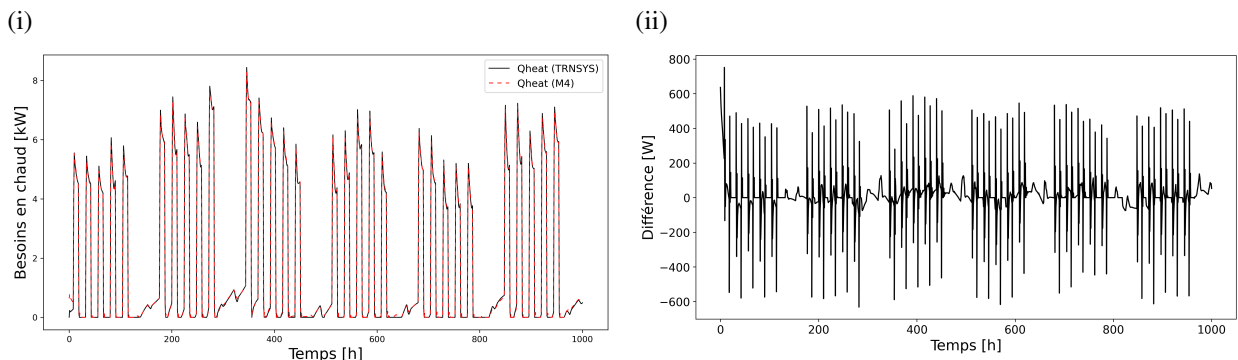 (i)
Qheat (TRNSYS)
Qheat (M4)
Besoins en chaud [kW]
8
6
4
2
0
0 200 400 600 800 1000
Temps [h]
(ii)
Différence [W]
800
600
400
200
0
−200
−400
−600
0 200 400 600 800 1000
Temps [h]